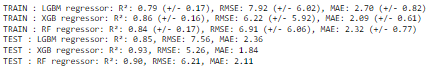 TRAIN : LGBM regressor: R²: 0.79 (+/- 0.17), RMSE: 7.92 (+/- 6.02), MAE: 2.70 (+/- 0.82)
TRAIN : XGB regressor: R²: 0.86 (+/- 0.16), RMSE: 6.22 (+/- 5.92), MAE: 2.09 (+/- 0.61)
TRAIN : RF regressor: R²: 0.84 (+/- 0.17), RMSE: 6.91 (+/- 6.06), MAE: 2.32 (+/- 0.77)
TEST : LGBM regressor: R²: 0.85, RMSE: 7.56, MAE: 2.36
TEST : XGB regressor: R²: 0.93, RMSE: 5.26, MAE: 1.84
TEST : RF regressor: R²: 0.90, RMSE: 6.21, MAE: 2.11